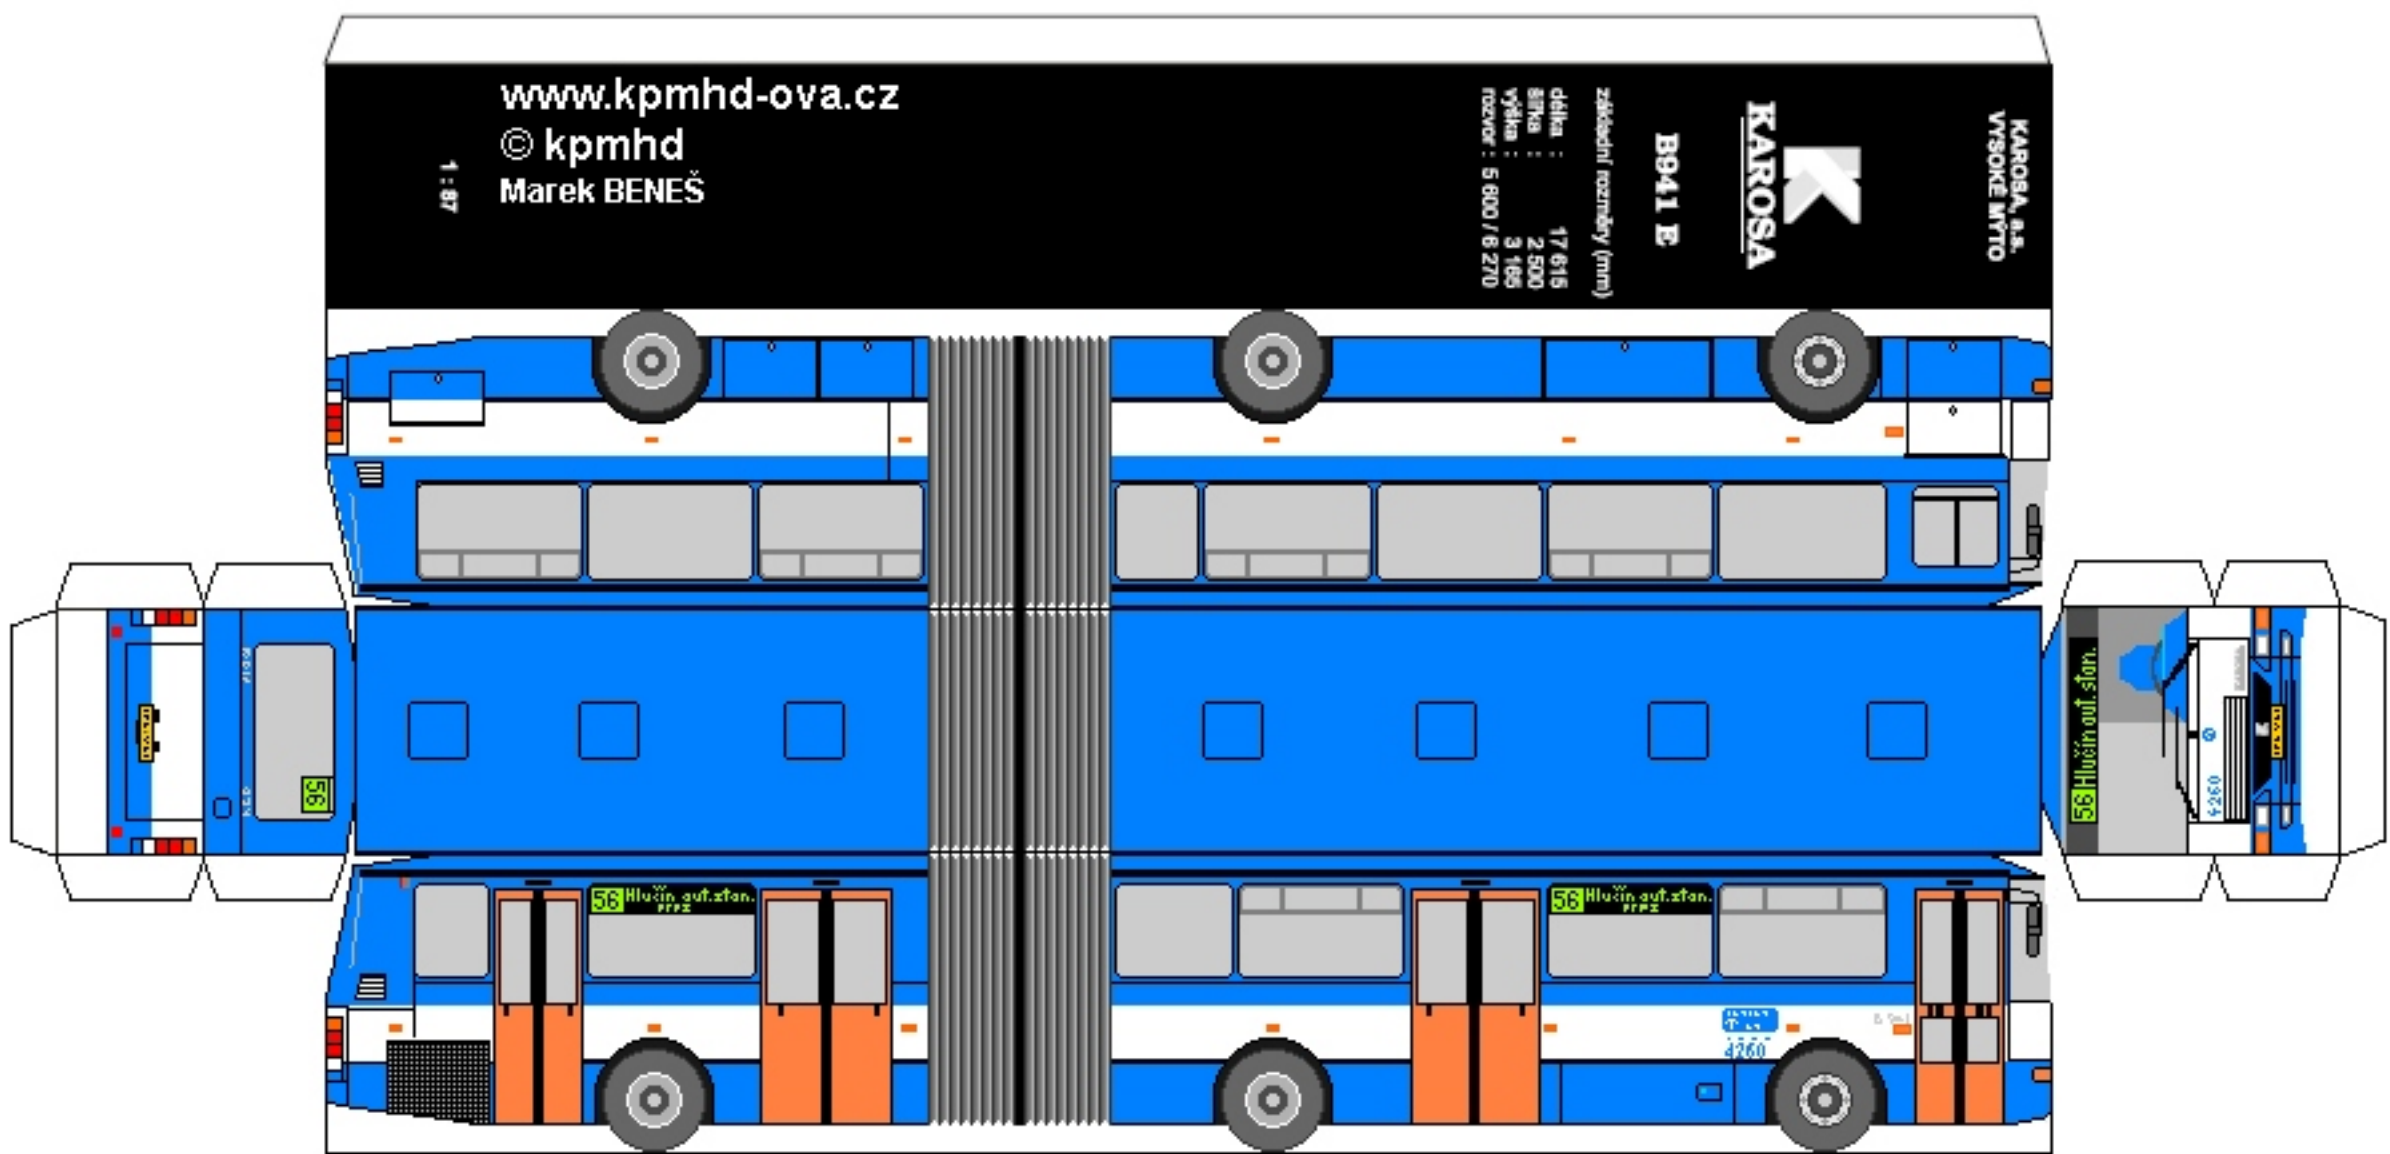 www.kpmhd-ova.cz
© kpmhd
Marek BENEŠ
1 : 87
KAROSA, a.s.
VYSOKÉ MÝTO
KAROSA
B941 E
základní rozměry (mm)
délka : 17 615
šířka : 2 500
výška : 3 165
rozvor : 5 600 / 6 270
56
56 Hlučín aut. stan.
4260
56 Hlučín aut.stan.
56 Hlučín aut.stan.
4260